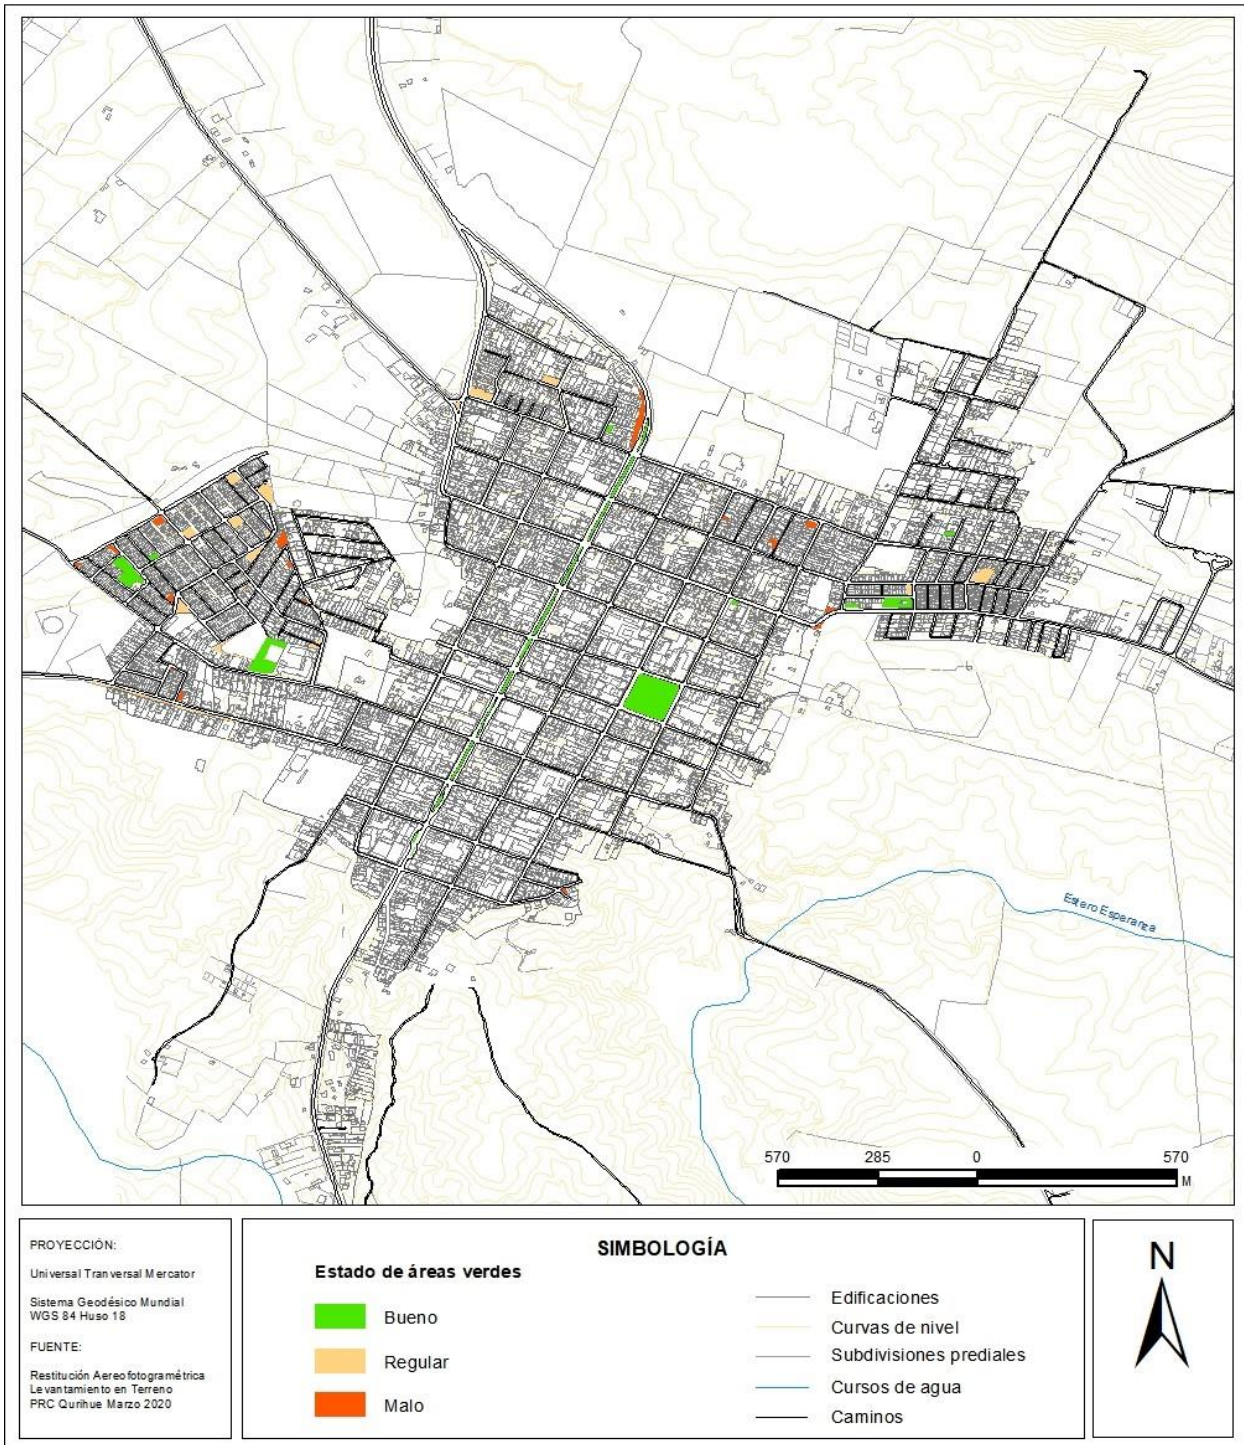 Estero Esperanza
570 285 0 570
M
PROYECCIÓN:
Universal Tranversal Mercator
Sistema Geodésico Mundial
WGS 84 Huso 18
FUENTE:
Restitución Aereofotogramétrica
Levantamiento en Terreno
PRC Qurihue Marzo 2020
SIMBOLOGÍA
Estado de áreas verdes
Bueno
Regular
Malo
Edificaciones
Curvas de nivel
Subdivisiones prediales
Cursos de agua
Caminos
N